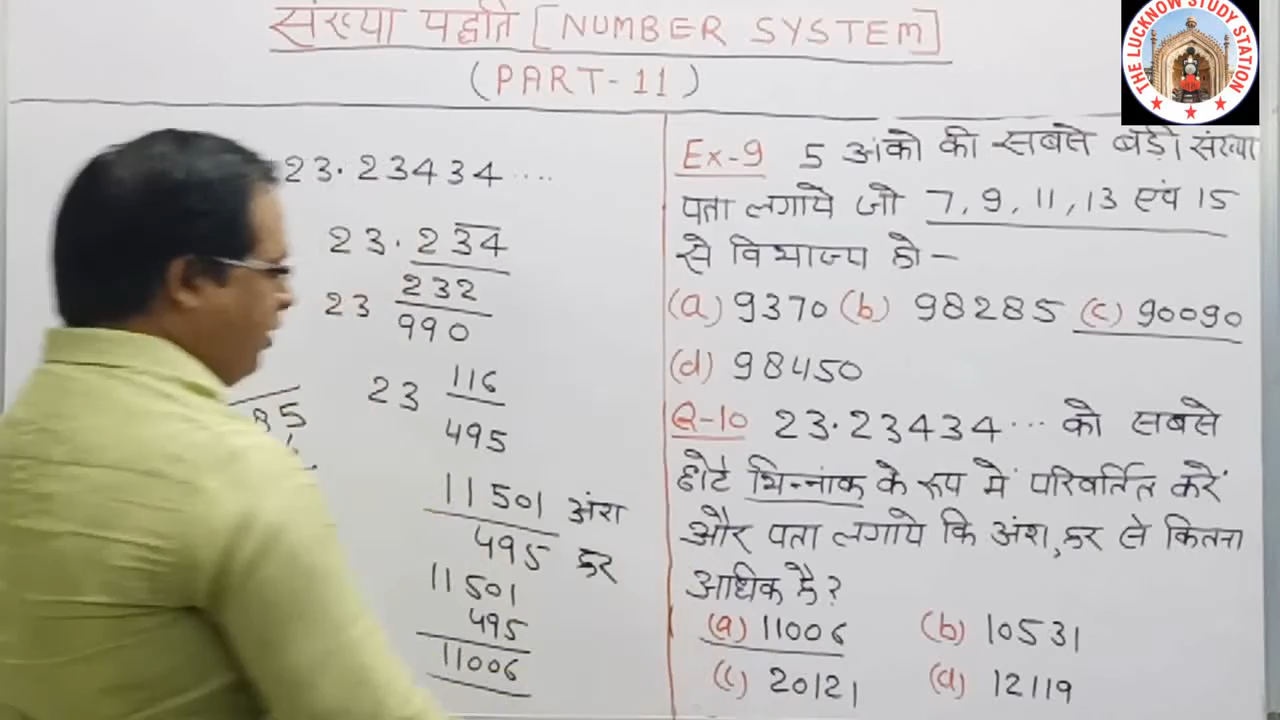 संख्या पद्धति [NUMBER SYSTEM]
(PART-11)
THE LUCKNOW STUDY STATION
23.23434....
23.234̅
23 232/990
23 116/495
11501 अंश
495 हर
11501
495
11006
85
Ex-9 5 अंको की सबसे बड़ी संख्या
पता लगाये जो 7, 9, 11, 13 एवं 15
से विभाज्य हो -
(a) 9370 (b) 98285 (c) 90090
(d) 98450
Q-10 23.23434... को सबसे
छोटे भिन्नांक के रूप में परिवर्तित करें
और पता लगाये कि अंश, हर से कितना
अधिक है?
(a) 11006 (b) 10531
(c) 20121 (d) 12119